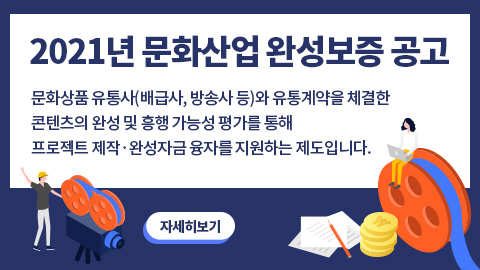 2021년 문화산업 완성보증 공고
문화상품 유통사(배급사, 방송사 등)와 유통계약을 체결한
콘텐츠의 완성 및 흥행 가능성 평가를 통해
프로젝트 제작·완성자금 융자를 지원하는 제도입니다.
자세히보기